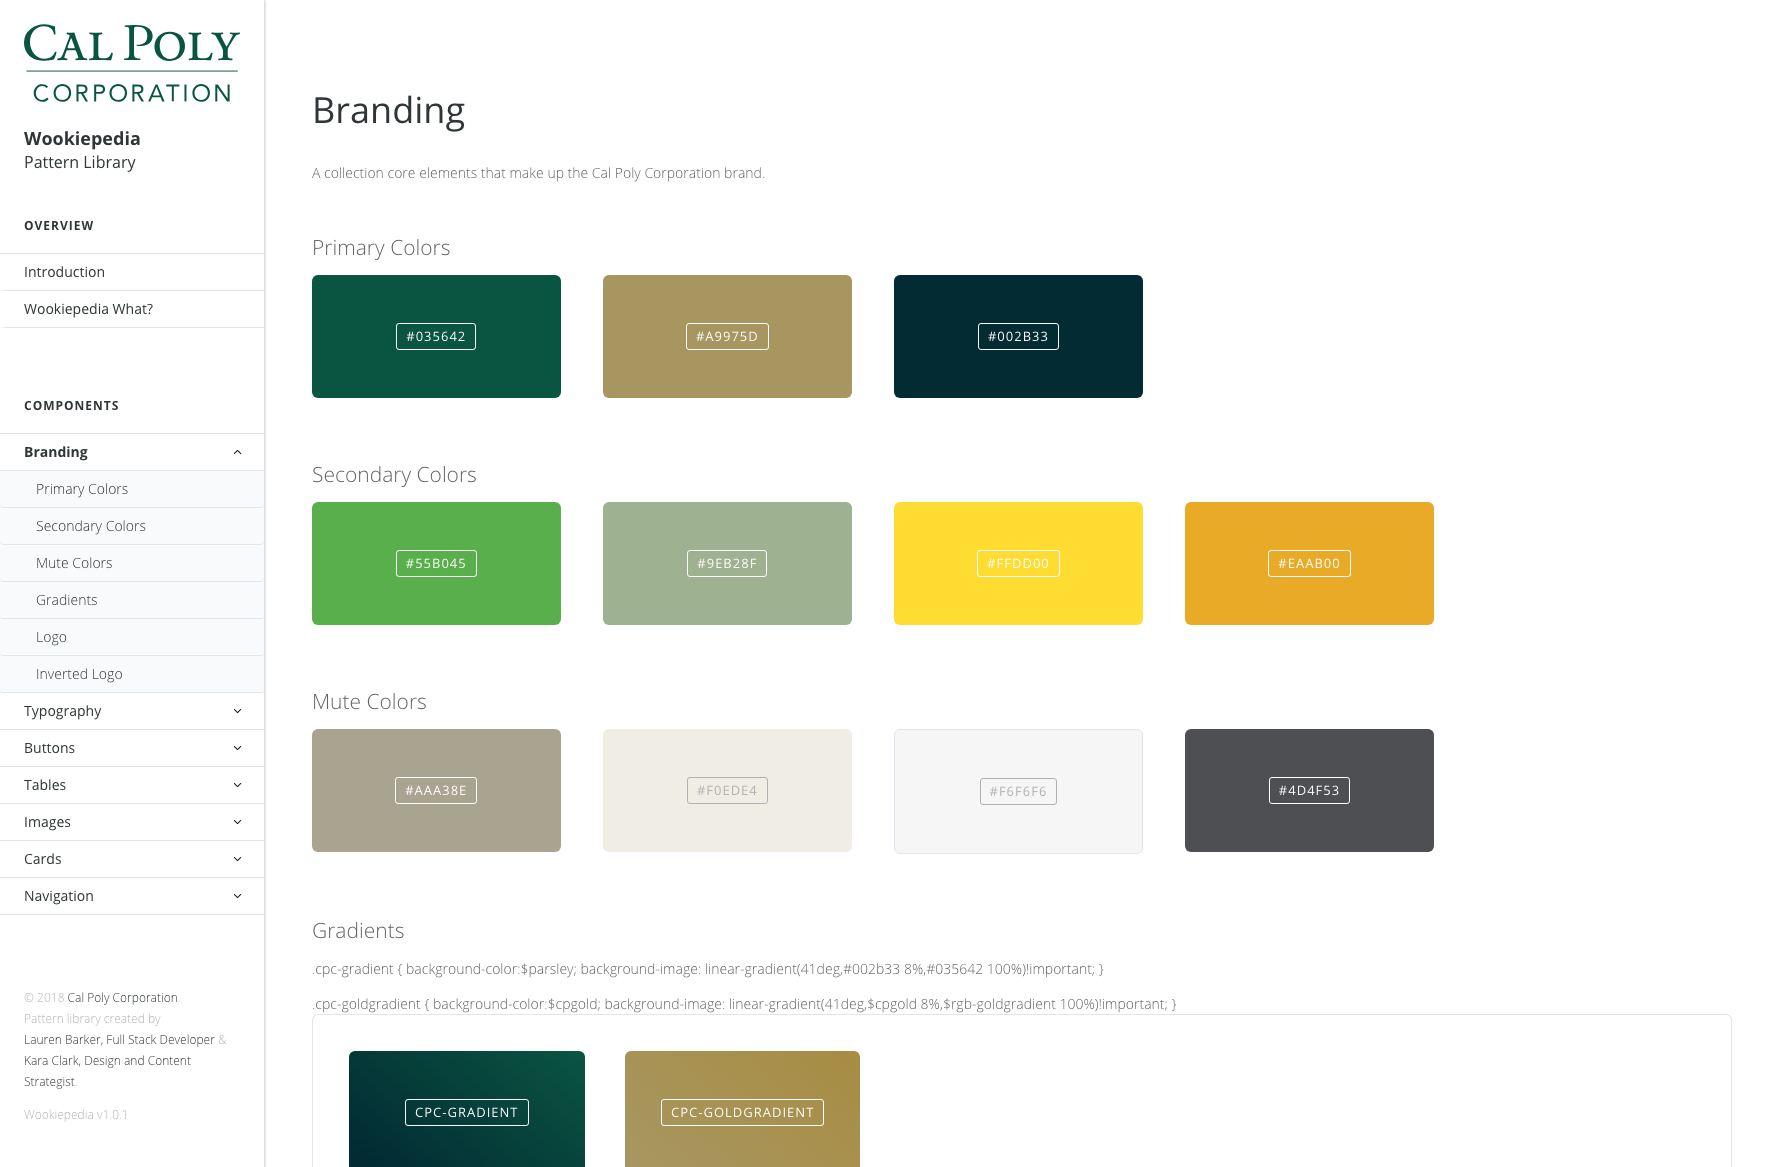 CAL POLY
CORPORATION
Wookiepedia
Pattern Library
OVERVIEW
Introduction
Wookiepedia What?
COMPONENTS
Branding
Primary Colors
Secondary Colors
Mute Colors
Gradients
Logo
Inverted Logo
Typography
Buttons
Tables
Images
Cards
Navigation
© 2018 Cal Poly Corporation
Pattern library created by
Lauren Barker, Full Stack Developer &
Kara Clark, Design and Content
Strategist
Wookiepedia v1.0.1
Branding
A collection core elements that make up the Cal Poly Corporation brand.
Primary Colors
#035642
#A9975D
#002B33
Secondary Colors
#55B045
#9EB28F
#FFDD00
#EAAB00
Mute Colors
#AAA38E
#F0EDE4
#F6F6F6
#4D4F53
Gradients
.cpc-gradient { background-color:$parsley; background-image: linear-gradient(41deg,#002b33 8%,#035642 100%)!important; }
.cpc-goldgradient { background-color:$cpgold; background-image: linear-gradient(41deg,$cpgold 8%,$rgb-goldgradient 100%)!important; }
CPC-GRADIENT
CPC-GOLDGRADIENT